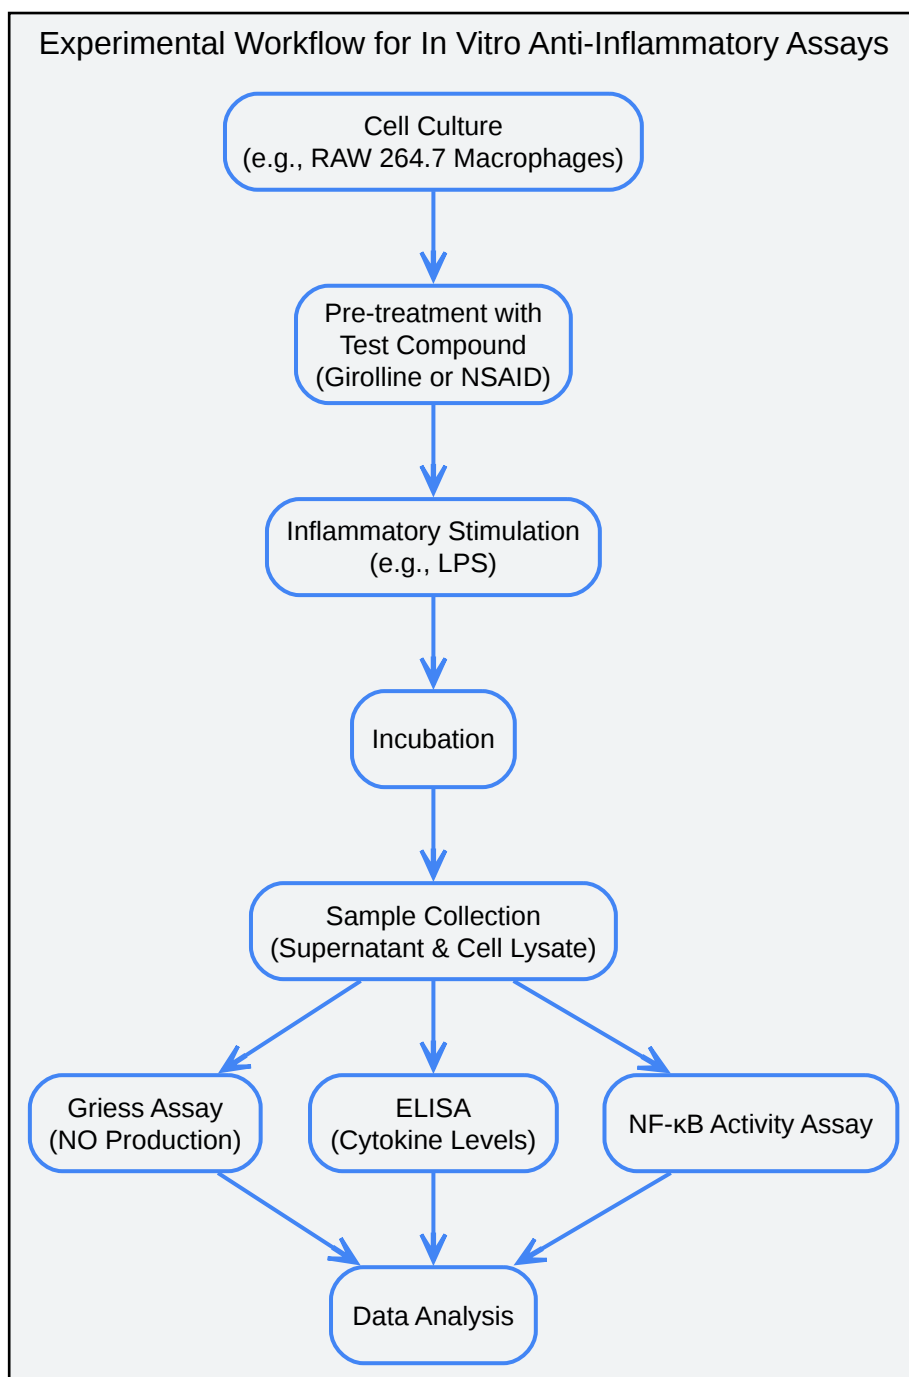 Experimental Workflow for In Vitro Anti-Inflammatory Assays
Cell Culture
(e.g., RAW 264.7 Macrophages)
Pre-treatment with
Test Compound
(Girolline or NSAID)
Inflammatory Stimulation
(e.g., LPS)
Incubation
Sample Collection
(Supernatant & Cell Lysate)
Griess Assay
(NO Production)
ELISA
(Cytokine Levels)
NF-κB Activity Assay
Data Analysis